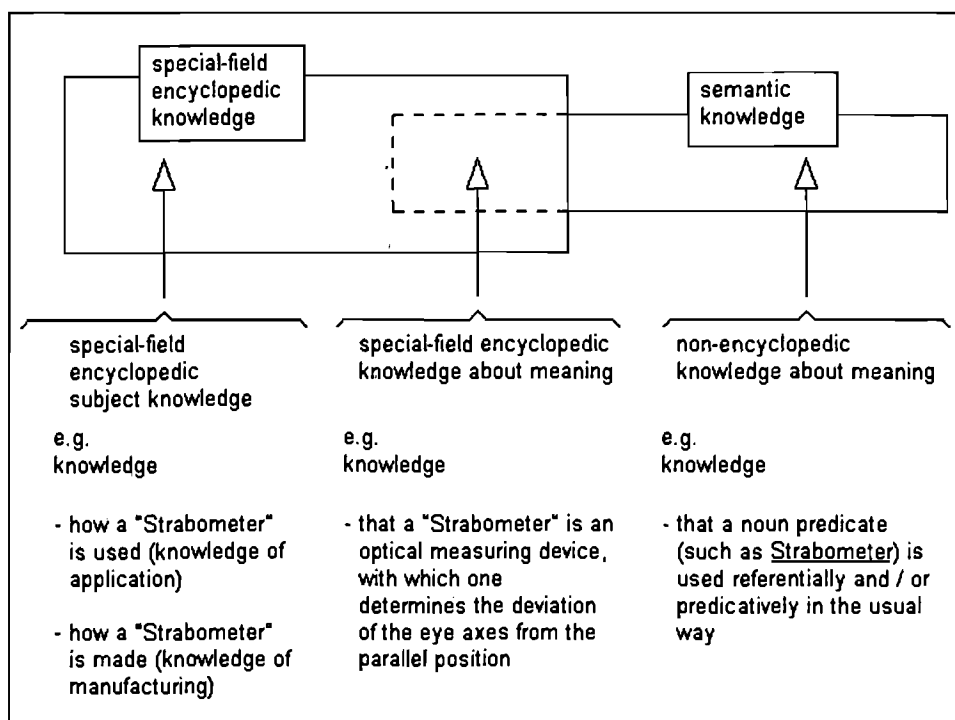 special-field
encyclopedic
knowledge
semantic
knowledge
special-field
encyclopedic
subject knowledge
e.g.
knowledge
- how a "Strabometer"
is used (knowledge of
application)
- how a "Strabometer"
is made (knowledge of
manufacturing)
special-field encyclopedic
knowledge about meaning
e.g.
knowledge
- that a "Strabometer" is an
optical measuring device,
with which one
determines the deviation
of the eye axes from the
parallel position
non-encyclopedic
knowledge about meaning
e.g.
knowledge
- that a noun predicate
(such as Strabometer) is
used referentially and / or
predicatively in the usual
way